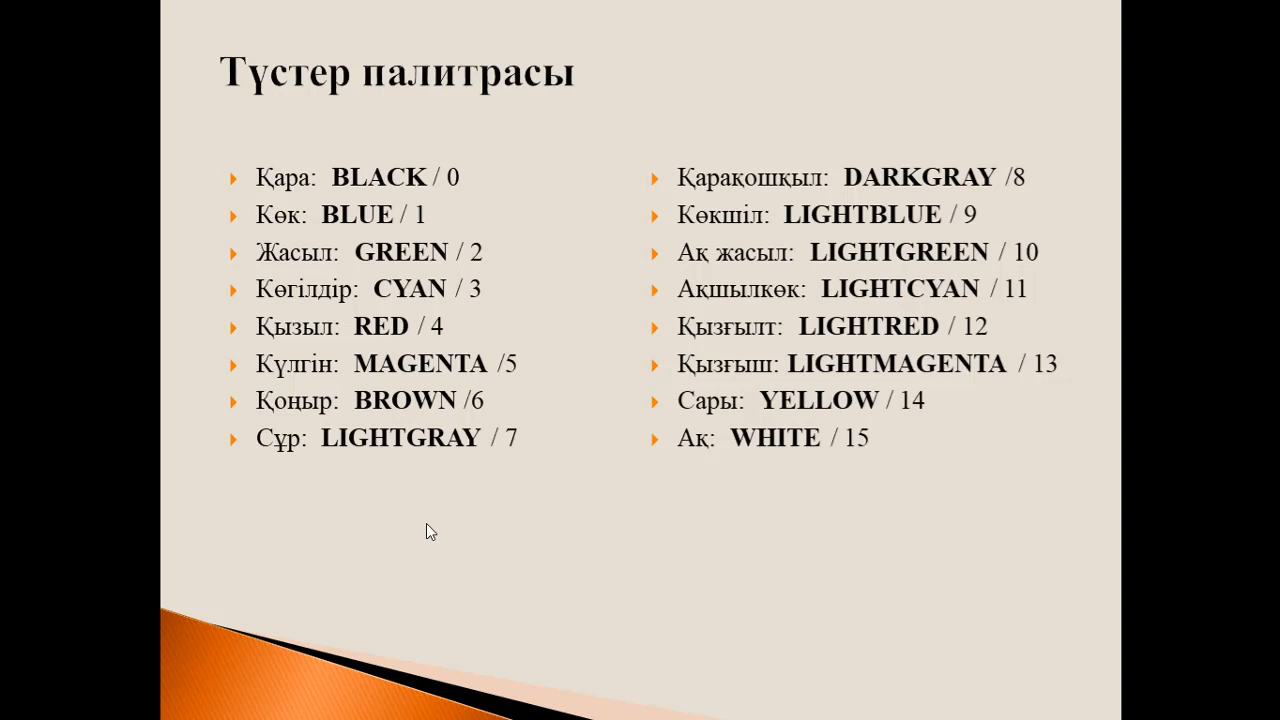 Түстер палитрасы
Қара: BLACK / 0
Көк: BLUE / 1
Жасыл: GREEN / 2
Көгілдір: CYAN / 3
Қызыл: RED / 4
Күлгін: MAGENTA /5
Қоңыр: BROWN /6
Сұр: LIGHTGRAY / 7
Қарақошқыл: DARKGRAY /8
Көкшіл: LIGHTBLUE / 9
Ақ жасыл: LIGHTGREEN / 10
Ақшылкөк: LIGHTCYAN / 11
Қызғылт: LIGHTRED / 12
Қызғыш: LIGHTMAGENTA / 13
Сары: YELLOW / 14
Ақ: WHITE / 15